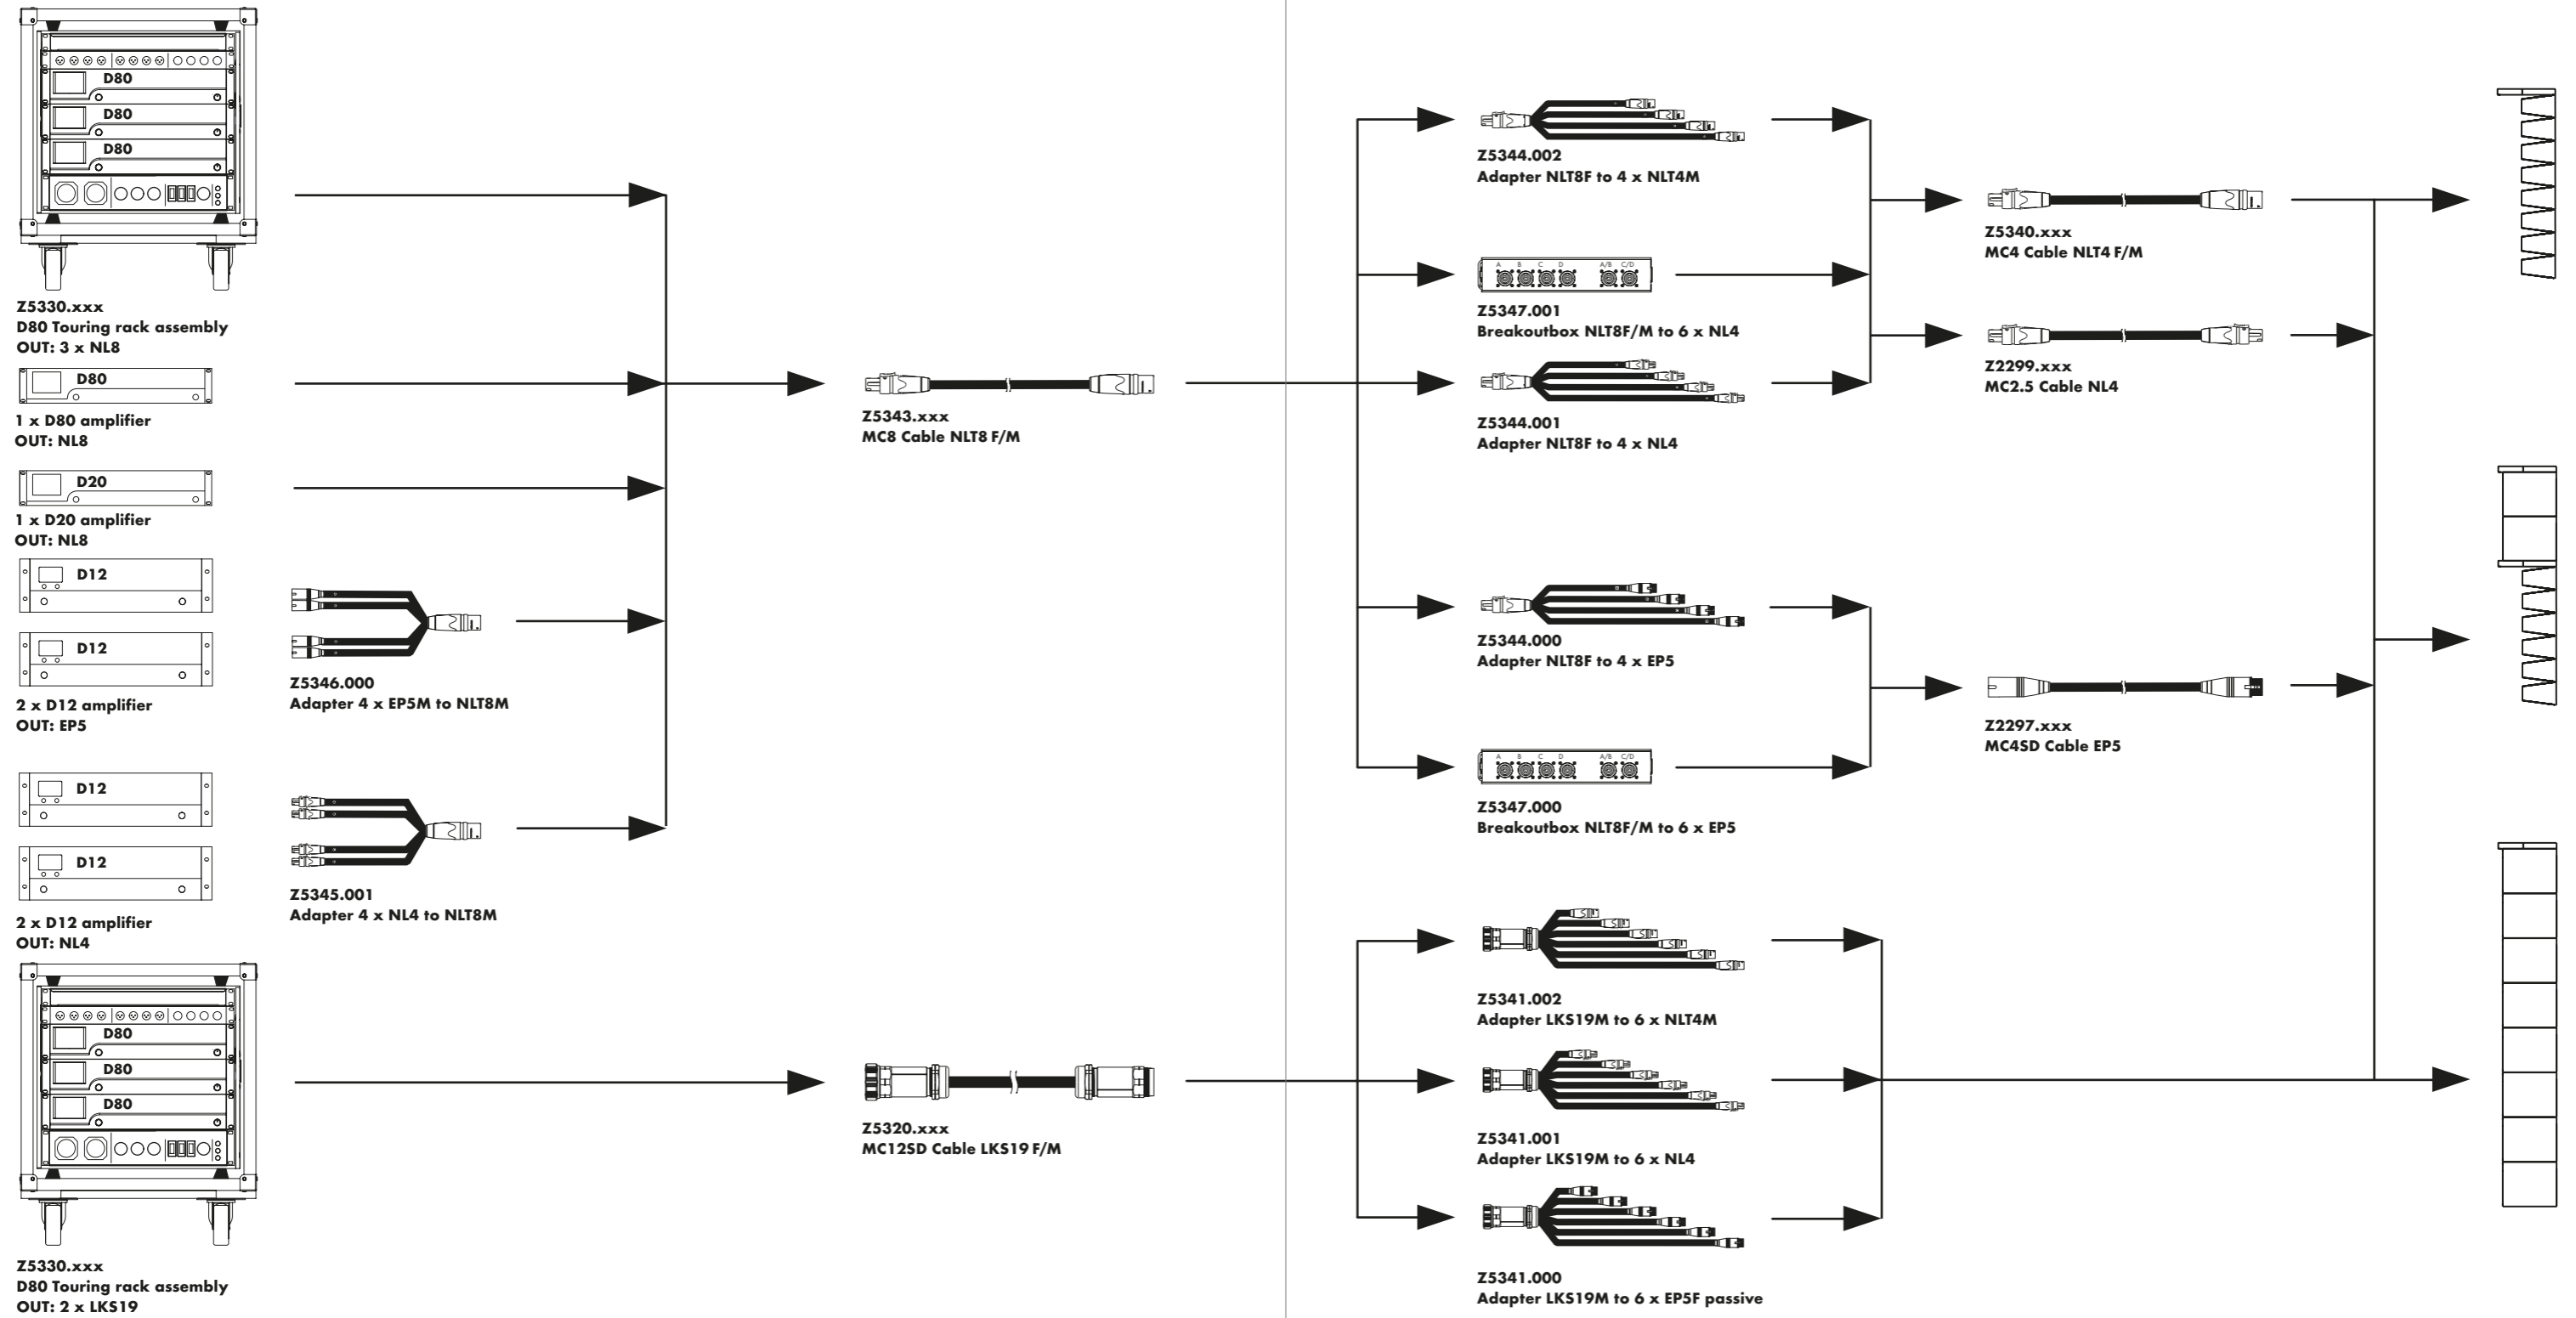 D80
D80
D80
Z5330.xxx
D80 Touring rack assembly
OUT: 3 x NL8
D80
1 x D80 amplifier
OUT: NL8
D20
1 x D20 amplifier
OUT: NL8
D12
D12
2 x D12 amplifier
OUT: EP5
D12
D12
2 x D12 amplifier
OUT: NL4
D80
D80
D80
Z5330.xxx
D80 Touring rack assembly
OUT: 2 x LKS19
Z5346.000
Adapter 4 x EP5M to NLT8M
Z5345.001
Adapter 4 x NL4 to NLT8M
Z5343.xxx
MC8 Cable NLT8 F/M
Z5320.xxx
MC12SD Cable LKS19 F/M
Z5344.002
Adapter NLT8F to 4 x NLT4M
A B C D A/B C/D
Z5347.001
Breakoutbox NLT8F/M to 6 x NL4
Z5344.001
Adapter NLT8F to 4 x NL4
Z5344.000
Adapter NLT8F to 4 x EP5
A B C D A/B C/D
Z5347.000
Breakoutbox NLT8F/M to 6 x EP5
Z5341.002
Adapter LKS19M to 6 x NLT4M
Z5341.001
Adapter LKS19M to 6 x NL4
Z5341.000
Adapter LKS19M to 6 x EP5F passive
Z5340.xxx
MC4 Cable NLT4 F/M
Z2299.xxx
MC2.5 Cable NL4
Z2297.xxx
MC4SD Cable EP5